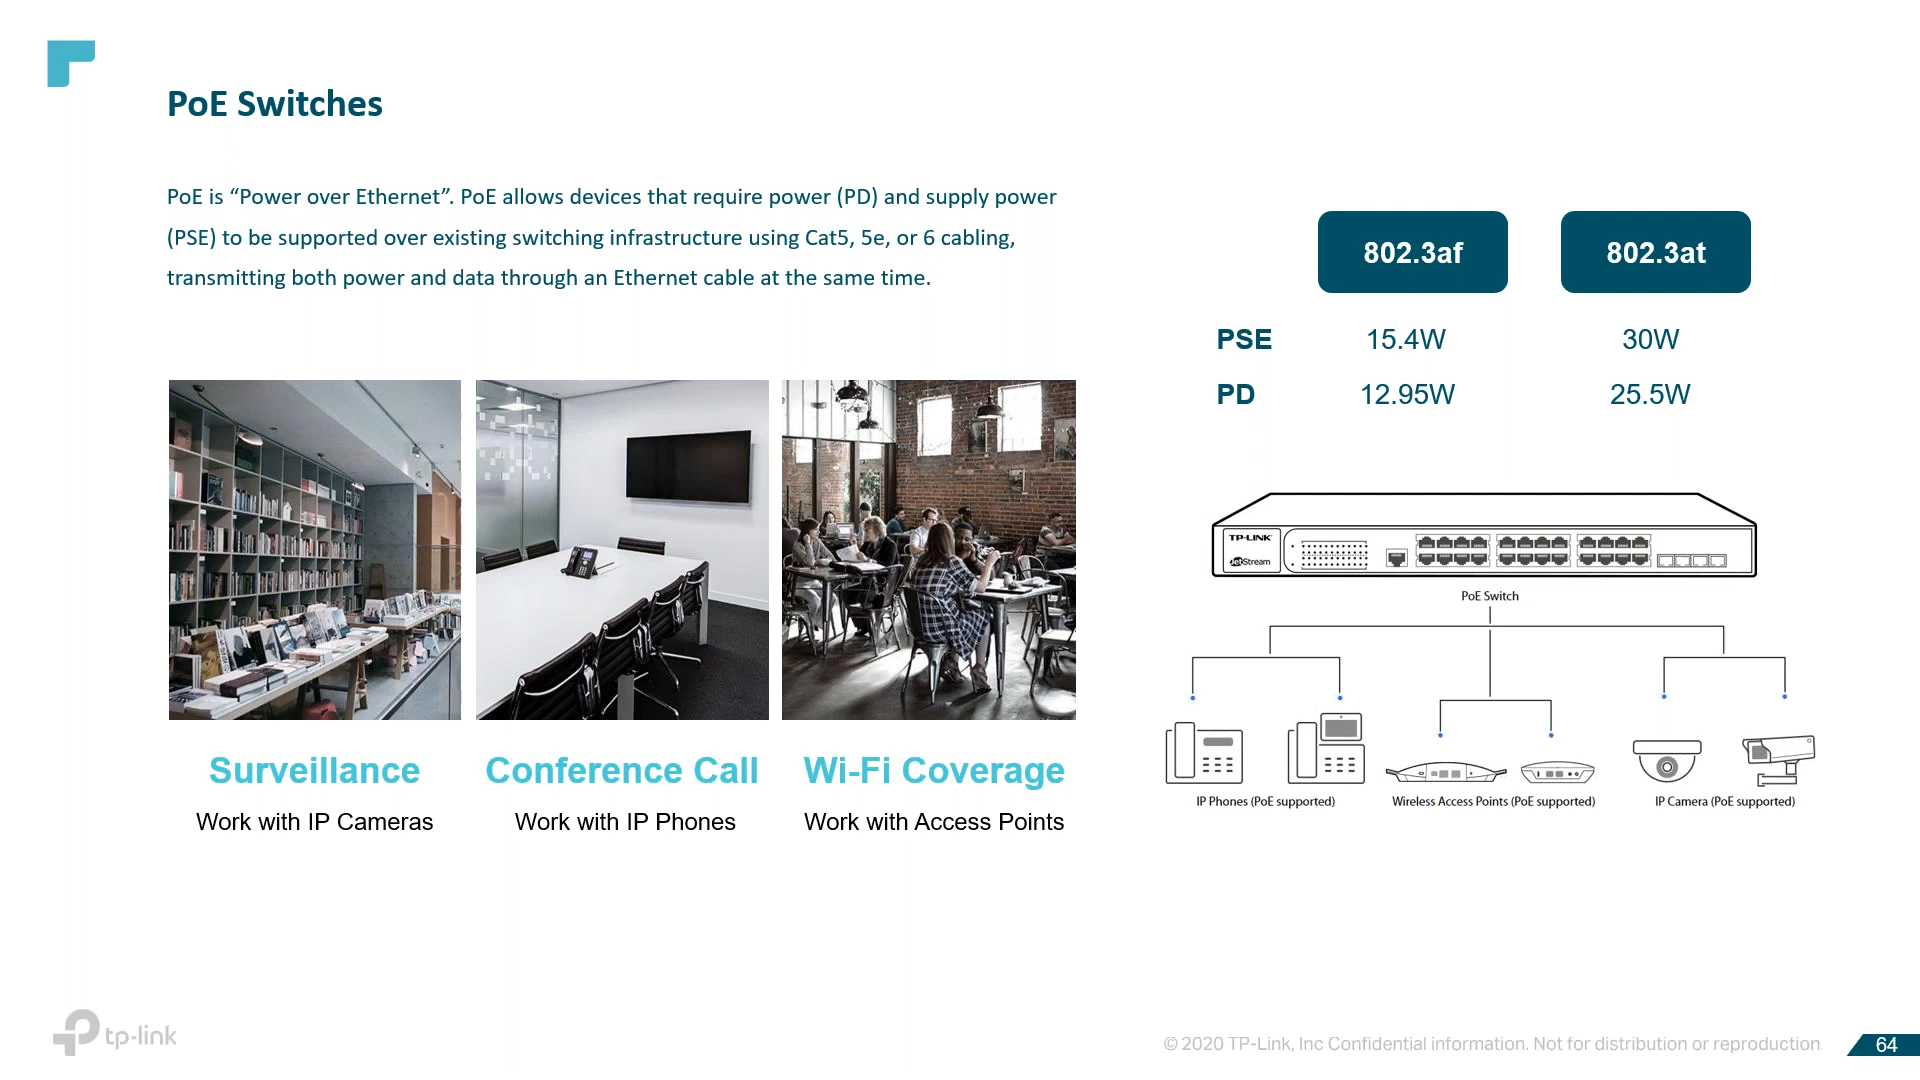 PoE Switches
PoE is “Power over Ethernet”. PoE allows devices that require power (PD) and supply power
(PSE) to be supported over existing switching infrastructure using Cat5, 5e, or 6 cabling,
transmitting both power and data through an Ethernet cable at the same time.
802.3af 802.3at
PSE 15.4W 30W
PD 12.95W 25.5W
Surveillance
Work with IP Cameras
Conference Call
Work with IP Phones
Wi-Fi Coverage
Work with Access Points
TP-LINK
JetStream
PoE Switch
IP Phones (PoE supported)
Wireless Access Points (PoE supported)
IP Camera (PoE supported)
tp-link
© 2020 TP-Link, Inc Confidential information. Not for distribution or reproduction.
64